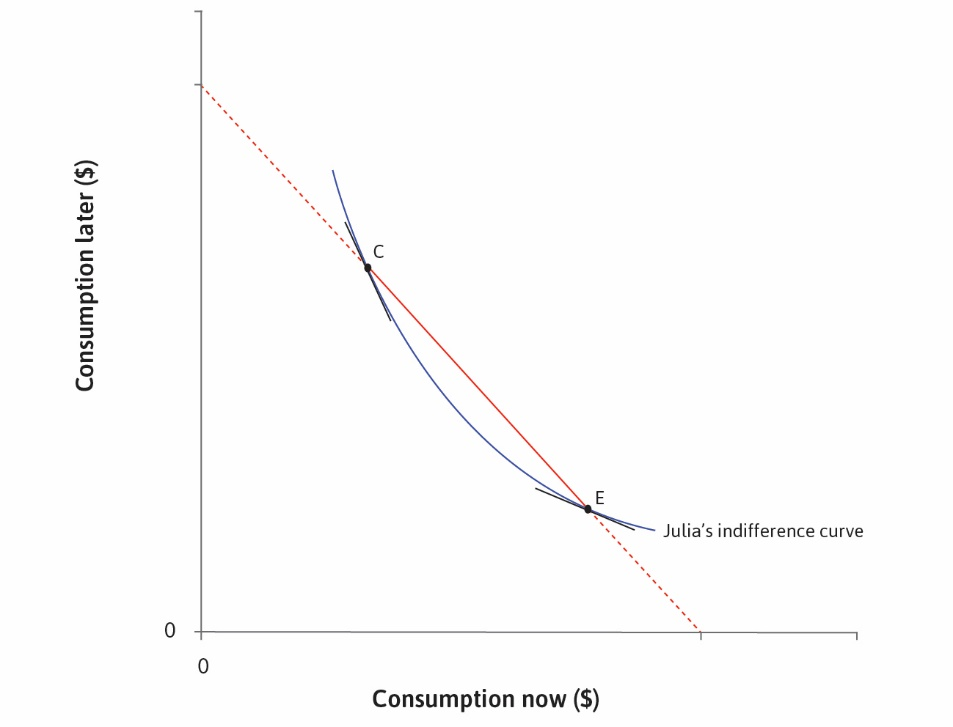 Consumption later ($)
C
E
Julia's indifference curve
0
0
Consumption now ($)